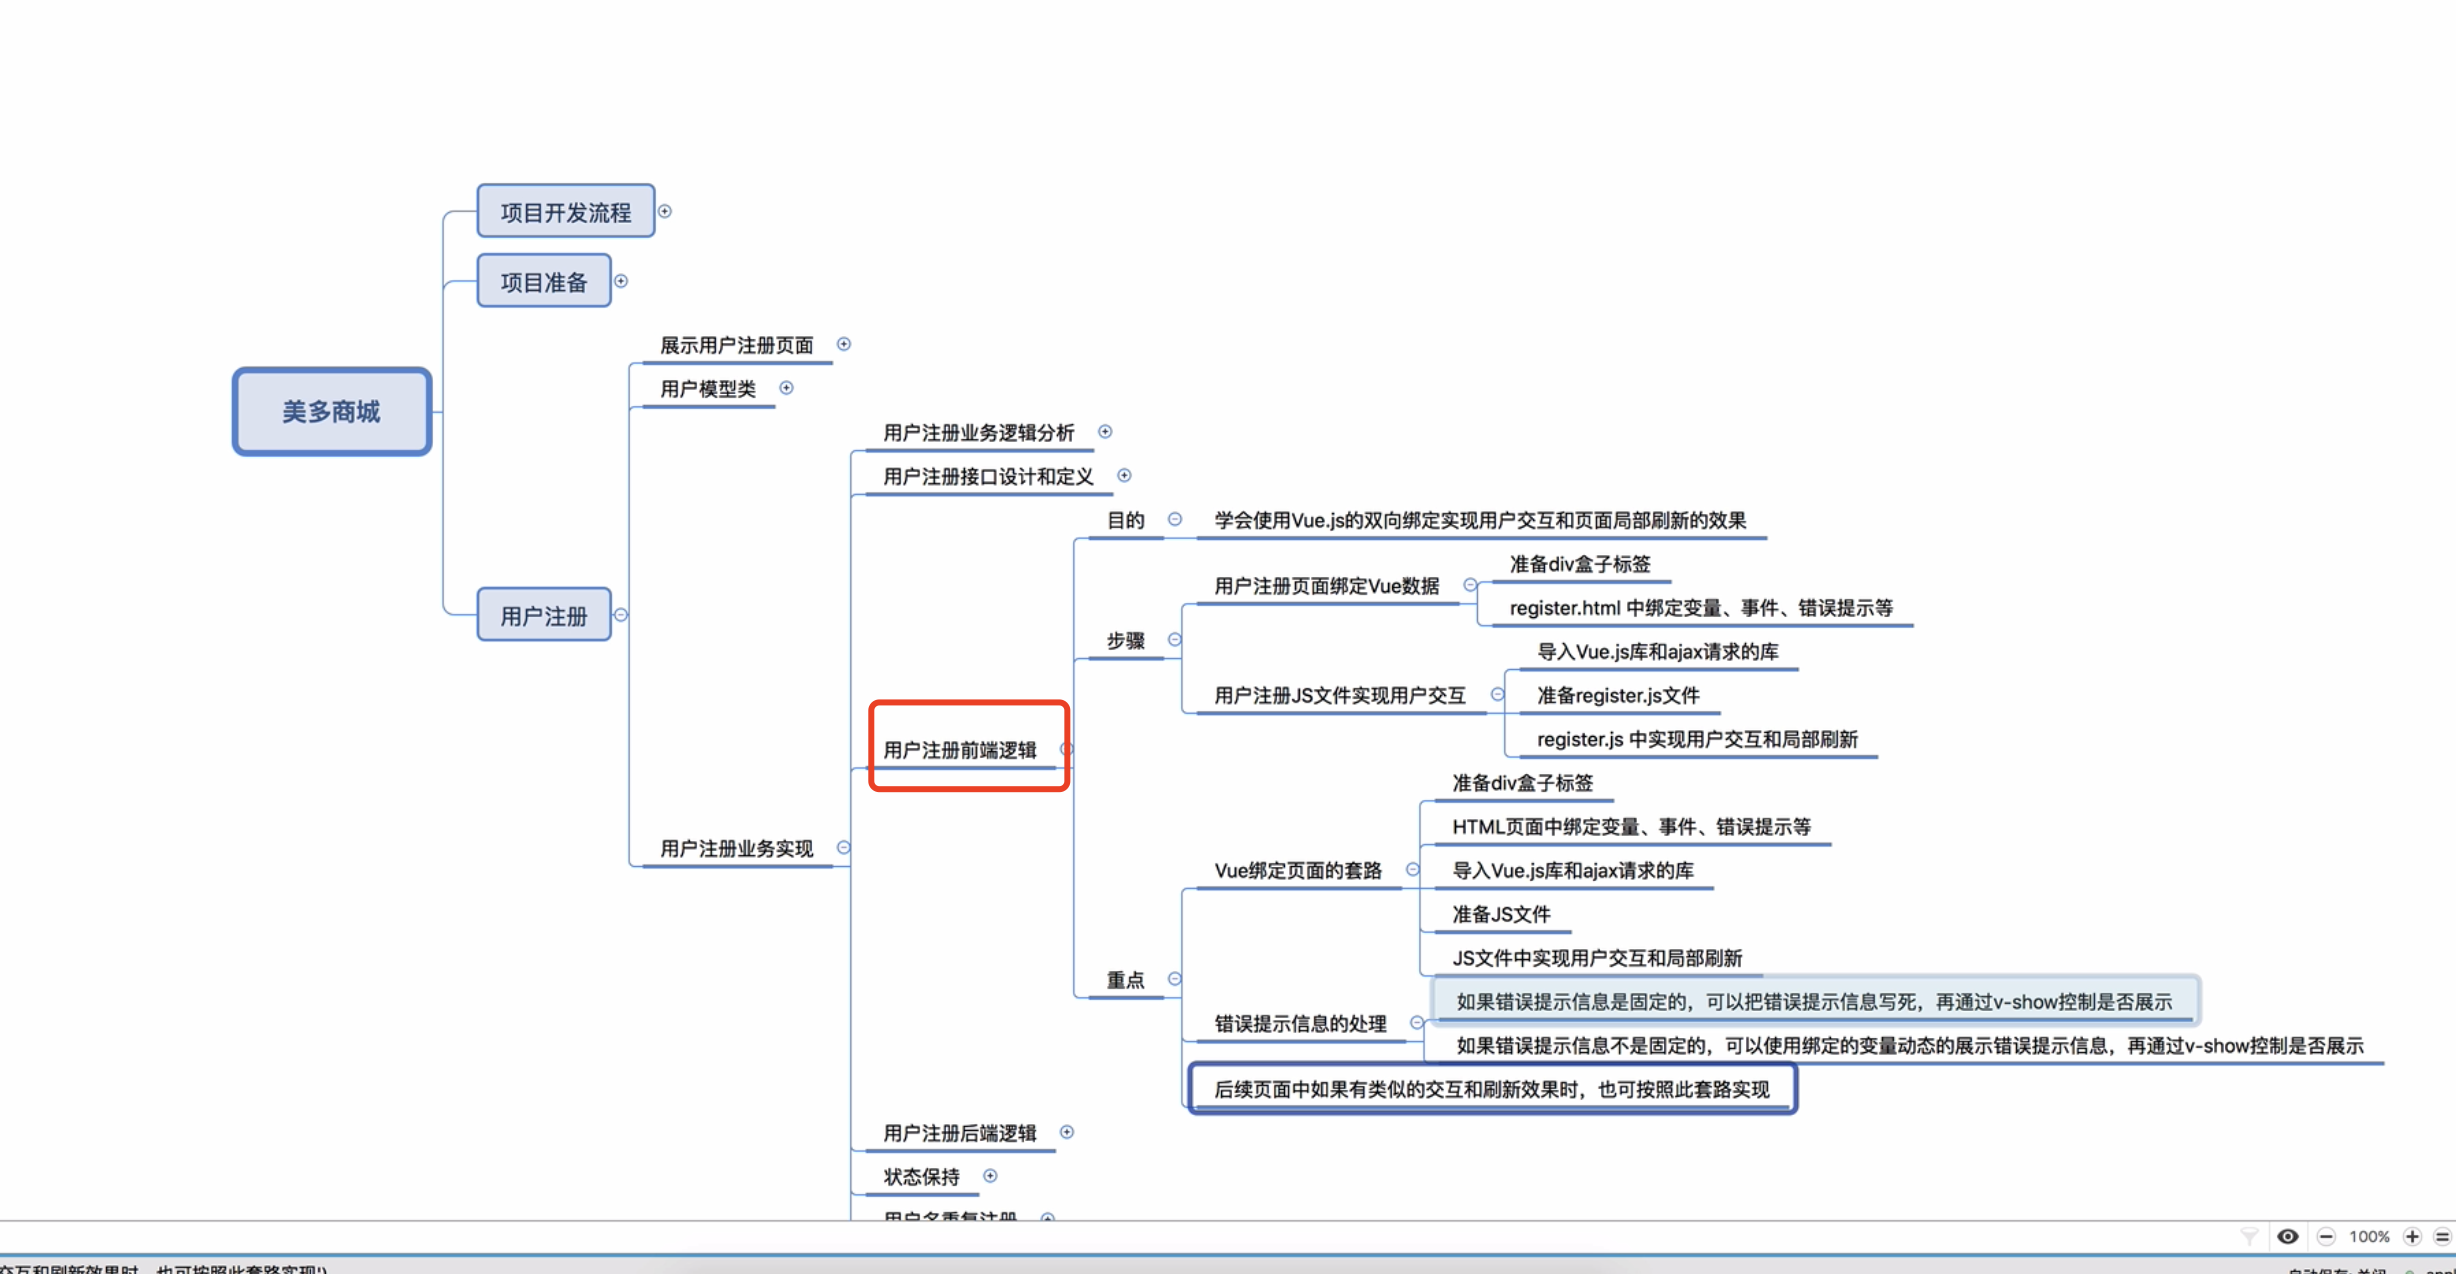 项目开发流程
项目准备
展示用户注册页面
用户模型类
美多商城
用户注册业务逻辑分析
用户注册接口设计和定义
目的
学会使用Vue.js的双向绑定实现用户交互和页面局部刷新的效果
准备div盒子标签
用户注册页面绑定Vue数据
register.html 中绑定变量、事件、错误提示等
用户注册
步骤
导入Vue.js库和ajax请求的库
用户注册JS文件实现用户交互
准备register.js文件
register.js 中实现用户交互和局部刷新
用户注册前端逻辑
准备div盒子标签
HTML页面中绑定变量、事件、错误提示等
用户注册业务实现
Vue绑定页面的套路
导入Vue.js库和ajax请求的库
准备JS文件
JS文件中实现用户交互和局部刷新
重点
如果错误提示信息是固定的，可以把错误提示信息写死，再通过v-show控制是否展示
错误提示信息的处理
如果错误提示信息不是固定的，可以使用绑定的变量动态的展示错误提示信息，再通过v-show控制是否展示
后续页面中如果有类似的交互和刷新效果时，也可按照此套路实现
用户注册后端逻辑
状态保持
用户名重复注册
100%
交互和刷新效果时，也可按照此套路实现')
自动保存: 关闭